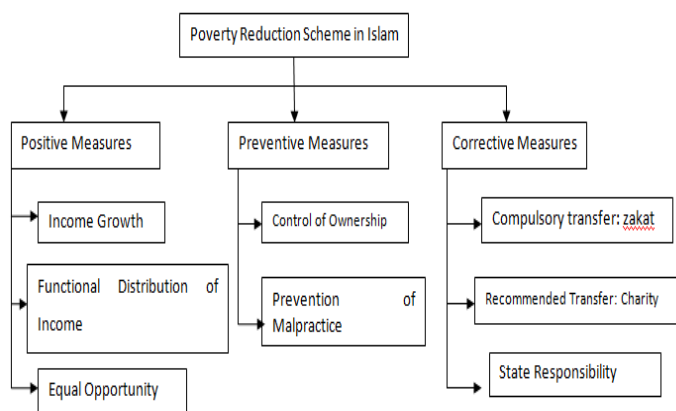 Poverty Reduction Scheme in Islam
Positive Measures
Preventive Measures
Corrective Measures
Income Growth
Functional Distribution of
Income
Equal Opportunity
Control of Ownership
Prevention of
Malpractice
Compulsory transfer: zakat
Recommended Transfer: Charity
State Responsibility